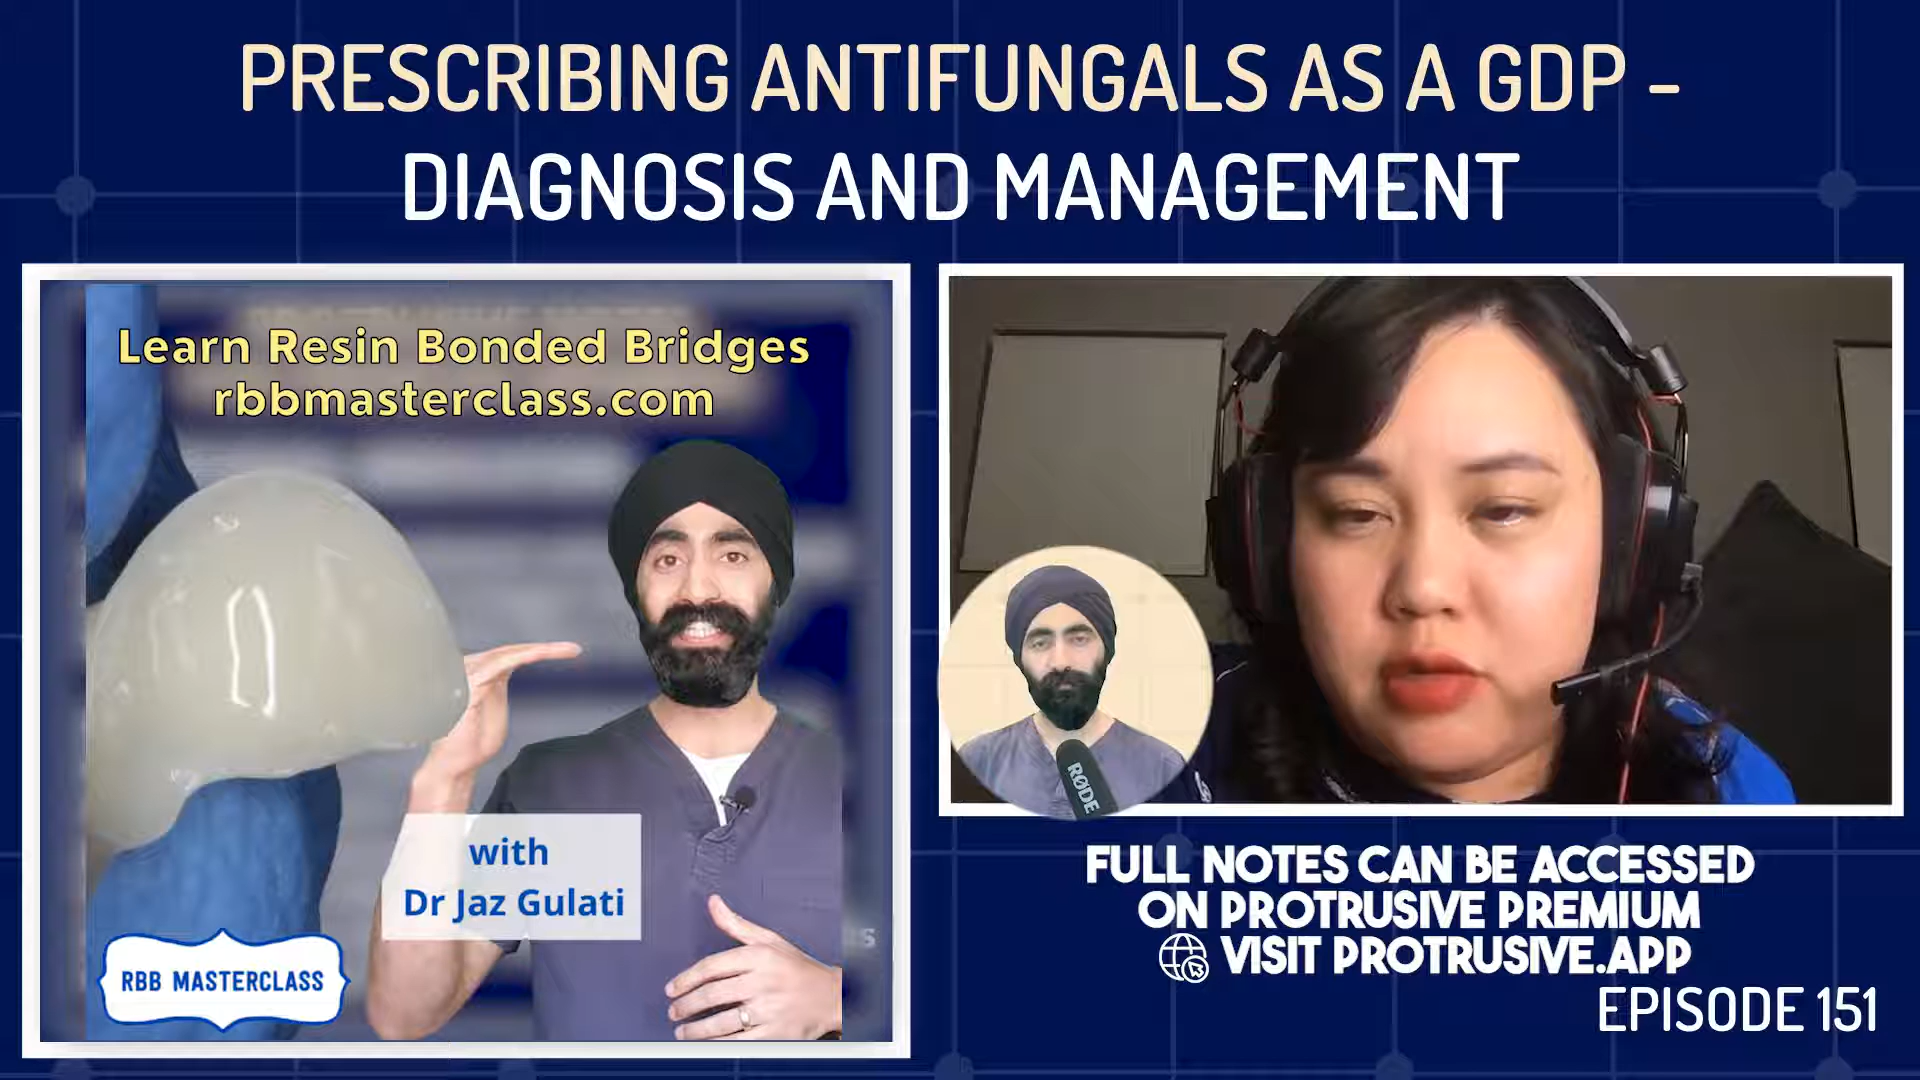 PRESCRIBING ANTIFUNGALS AS A GDP –
DIAGNOSIS AND MANAGEMENT
Learn Resin Bonded Bridges
rbbmasterclass.com
with
Dr Jaz Gulati
RBB MASTERCLASS
RØDE
FULL NOTES CAN BE ACCESSED
ON PROTRUSIVE PREMIUM
VISIT PROTRUSIVE.APP
EPISODE 151